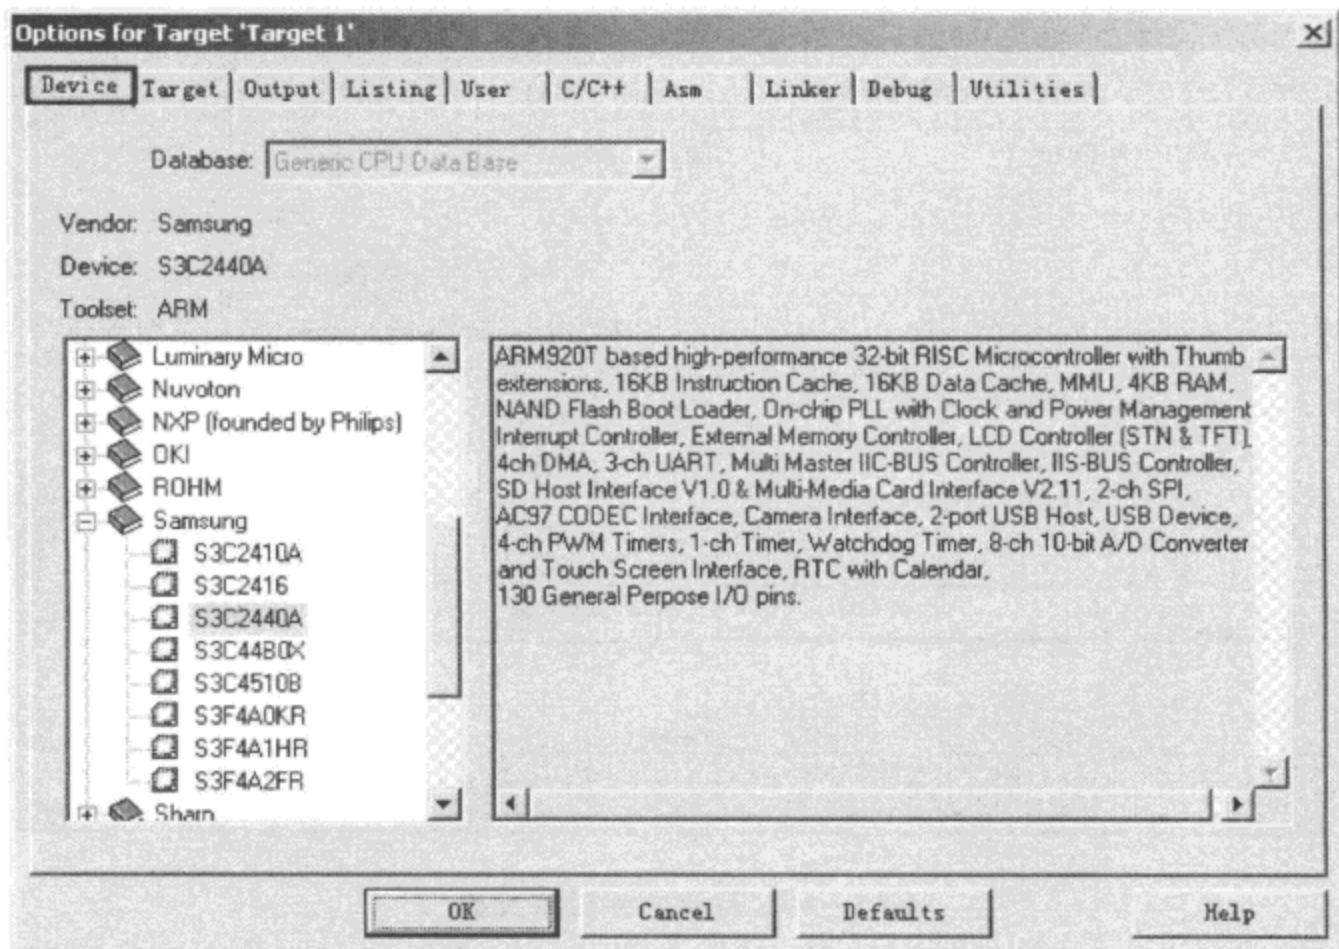 Options for Target 'Target 1'
Device Target Output Listing User C/C++ Asm Linker Debug Utilities
Database: Generic CPU Data Base
Vendor: Samsung
Device: S3C2440A
Toolset: ARM
Luminary Micro
Nuvoton
NXP (founded by Philips)
OKI
ROHM
Samsung
S3C2410A
S3C2416
S3C2440A
S3C44B0X
S3C4510B
S3F4A0KR
S3F4A1HR
S3F4A2FR
Sharp
ARM920T based high-performance 32-bit RISC Microcontroller with Thumb
extensions, 16KB Instruction Cache, 16KB Data Cache, MMU, 4KB RAM,
NAND Flash Boot Loader, On-chip PLL with Clock and Power Management
Interrupt Controller, External Memory Controller, LCD Controller (STN & TFT),
4ch DMA, 3-ch UART, Multi Master IIC-BUS Controller, IIS-BUS Controller,
SD Host Interface V1.0 & Multi-Media Card Interface V2.11, 2-ch SPI,
AC97 CODEC Interface, Camera Interface, 2-port USB Host, USB Device,
4-ch PWM Timers, 1-ch Timer, Watchdog Timer, 8-ch 10-bit A/D Converter
and Touch Screen Interface, RTC with Calendar,
130 General Perpose I/O pins.
OK Cancel Defaults Help